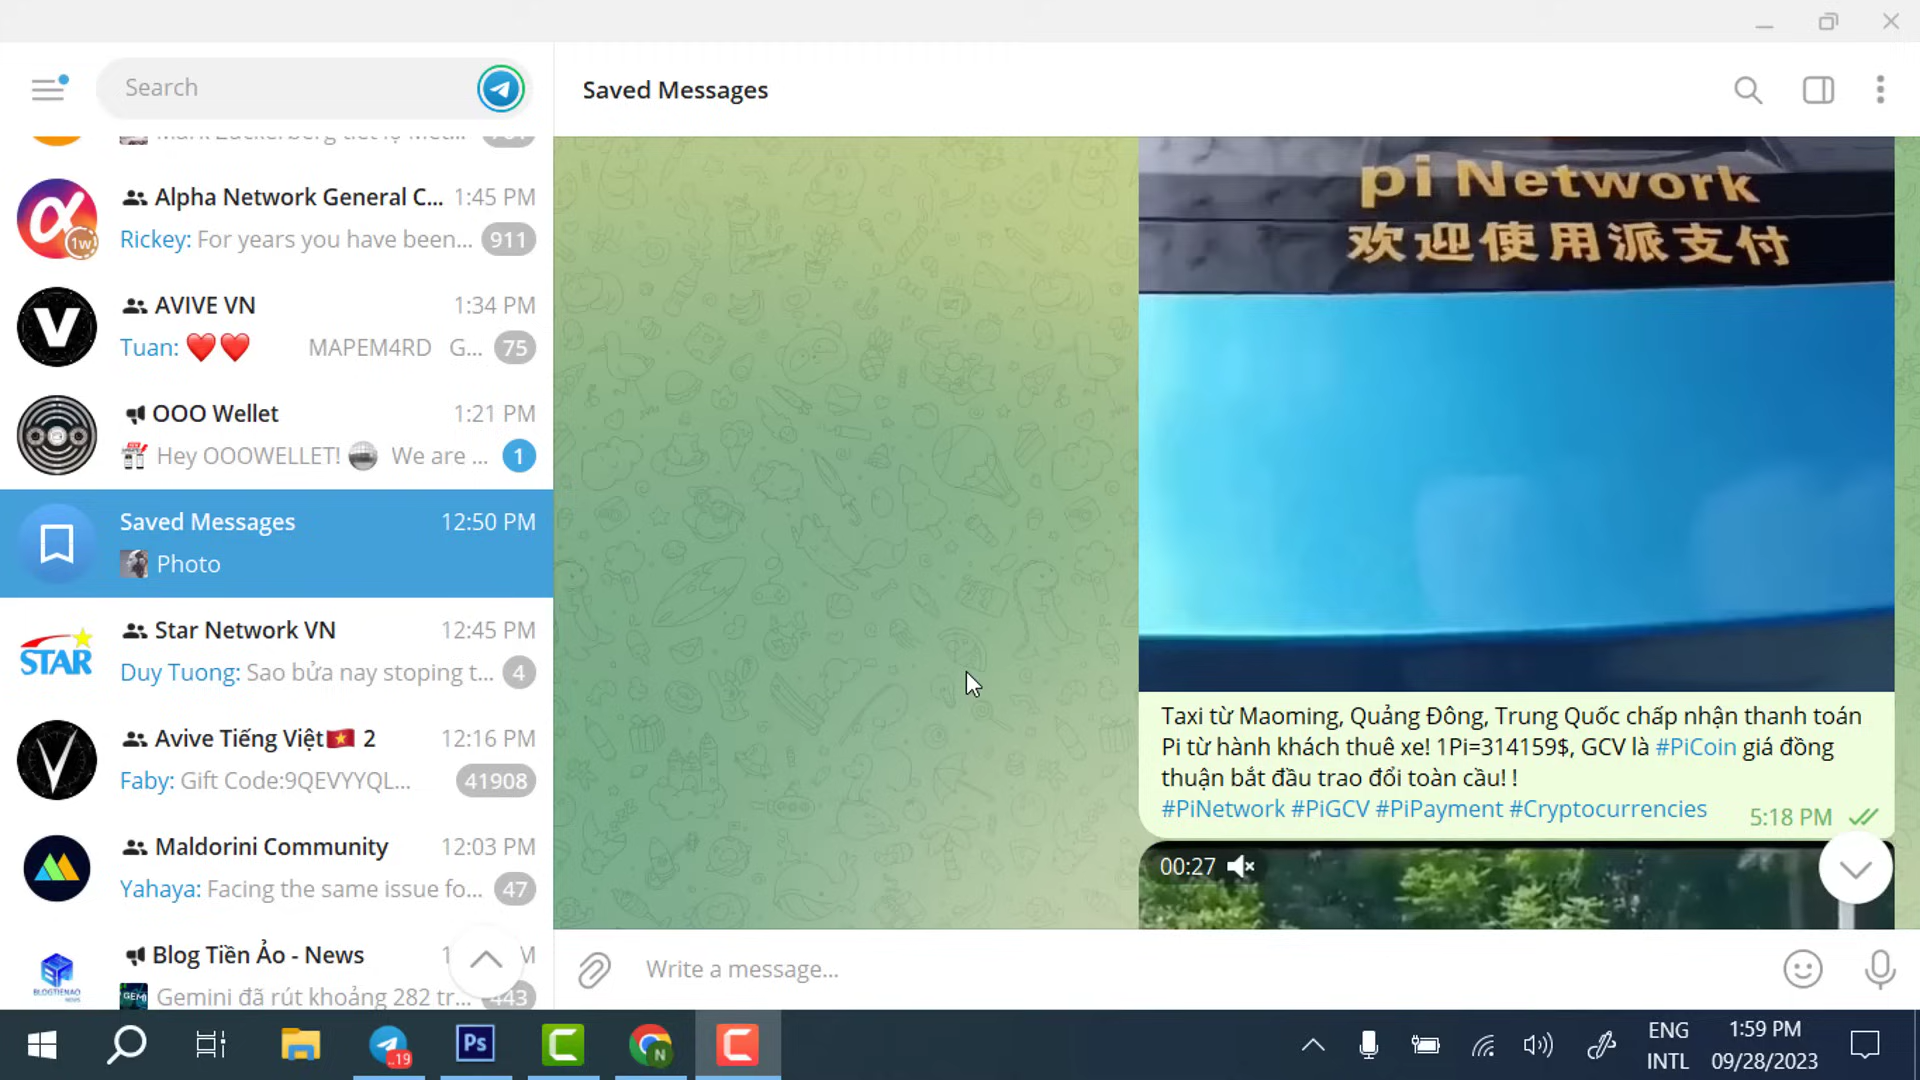 Search
Saved Messages
Alpha Network General C... 1:45 PM
1w
Rickey: For years you have been... 911
AVIVE VN 1:34 PM
Tuan: ❤️❤️ MAPEM4RD G... 75
OOO Wellet 1:21 PM
Hey OOOWELLET! We are ... 1
Saved Messages 12:50 PM
Photo
STAR
Star Network VN 12:45 PM
Duy Tuong: Sao bửa nay stoping t... 4
Avive Tiếng Việt🇻🇳 2 12:16 PM
Faby: Gift Code:9QEVYYQL... 41908
Maldorini Community 12:03 PM
Yahaya: Facing the same issue fo... 47
Blog Tiền Ảo - News
BLOGTIENAO
Gemini đã rút khoảng 282 tr... 443
pi Network
欢迎使用派支付
Taxi từ Maoming, Quảng Đông, Trung Quốc chấp nhận thanh toán
Pi từ hành khách thuê xe! 1Pi=314159$, GCV là #PiCoin giá đồng
thuận bắt đầu trao đổi toàn cầu! !
#PiNetwork #PiGCV #PiPayment #Cryptocurrencies
5:18 PM
00:27
Write a message...
..19
Ps
N
ENG
INTL
1:59 PM
09/28/2023